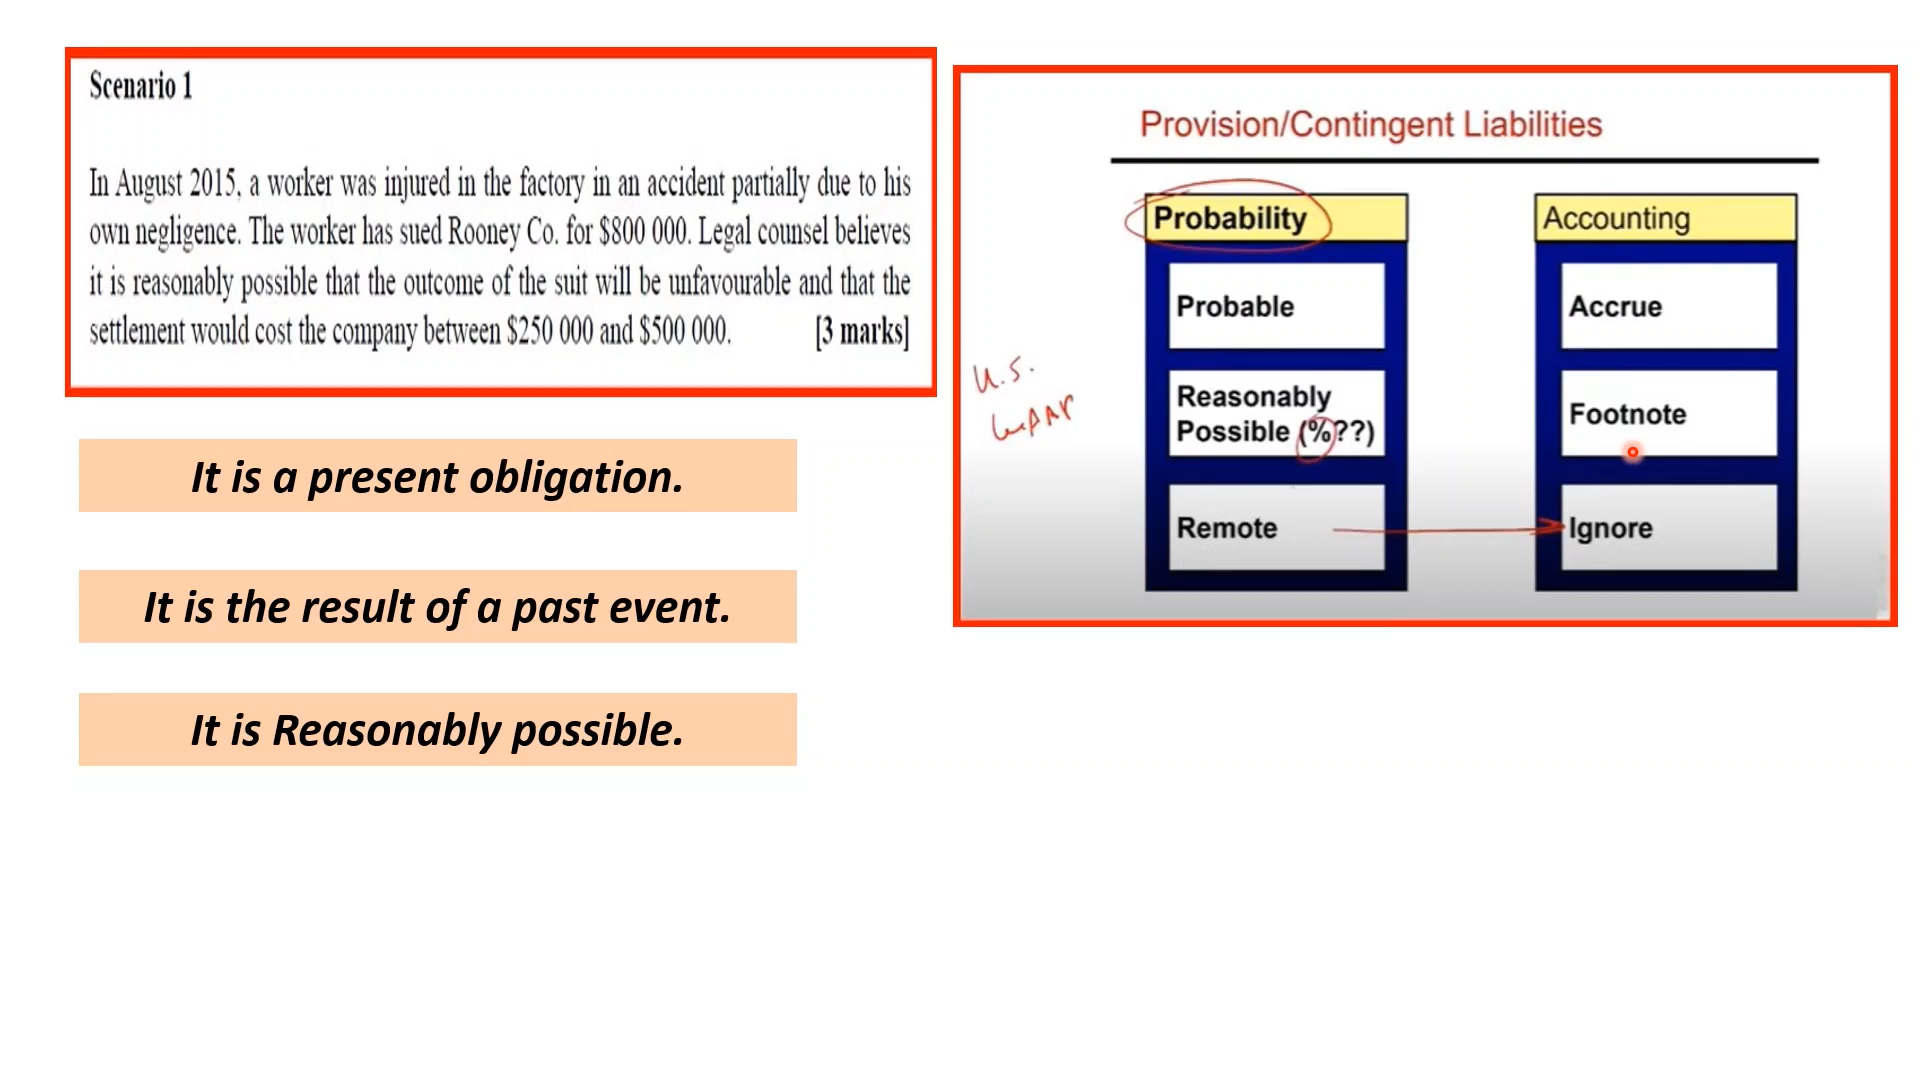 Scenario 1
In August 2015, a worker was injured in the factory in an accident partially due to his
own negligence. The worker has sued Rooney Co. for $800 000. Legal counsel believes
it is reasonably possible that the outcome of the suit will be unfavourable and that the
settlement would cost the company between $250 000 and $500 000. [3 marks]
It is a present obligation.
It is the result of a past event.
It is Reasonably possible.
Provision/Contingent Liabilities
Probability
Probable
Reasonably
Possible (%??)
Remote
Accounting
Accrue
Footnote
Ignore
U.S.
GAAP